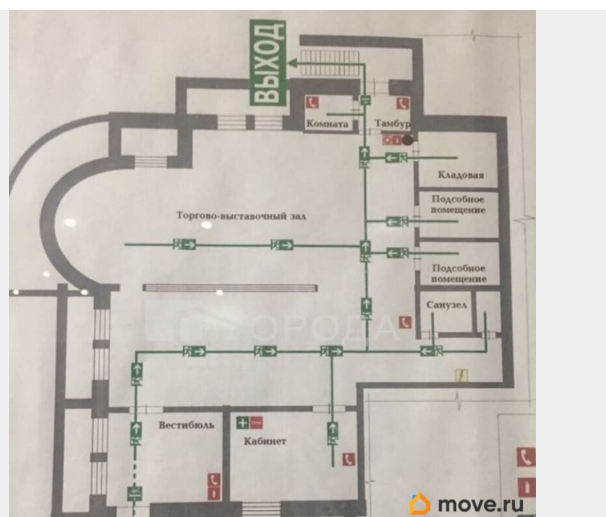 ВЫХОД
Комната
Тамбур
Кладовая
Подсобное
помещение
Торгово-выставочный зал
Подсобное
помещение
Санузел
ГОРОДА
Вестибюль
Кабинет
move.ru